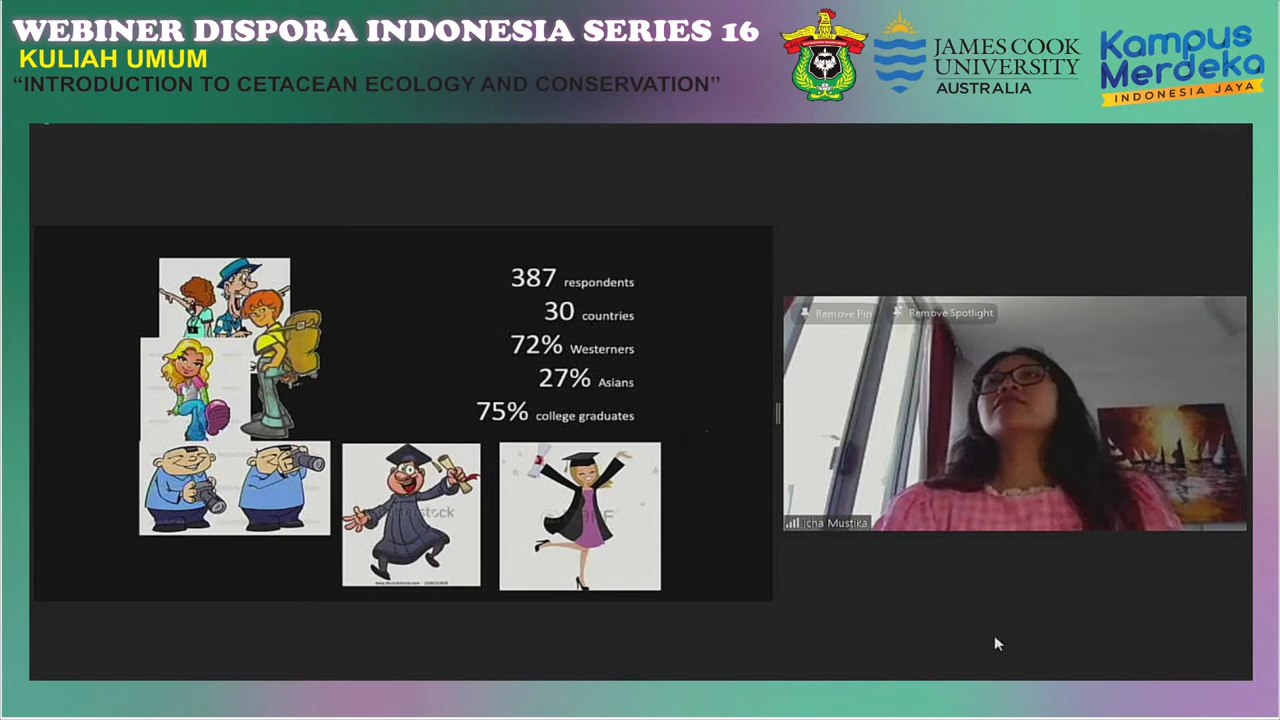 WEBINER DISPORA INDONESIA SERIES 16
KULIAH UMUM
“INTRODUCTION TO CETACEAN ECOLOGY AND CONSERVATION”
JAMES COOK
UNIVERSITY
AUSTRALIA
Kampus
Merdeka
INDONESIA JAYA
387 respondents
30 countries
72% Westerners
27% Asians
75% college graduates
Remove Pin
Remove Spotlight
Icha Mustika